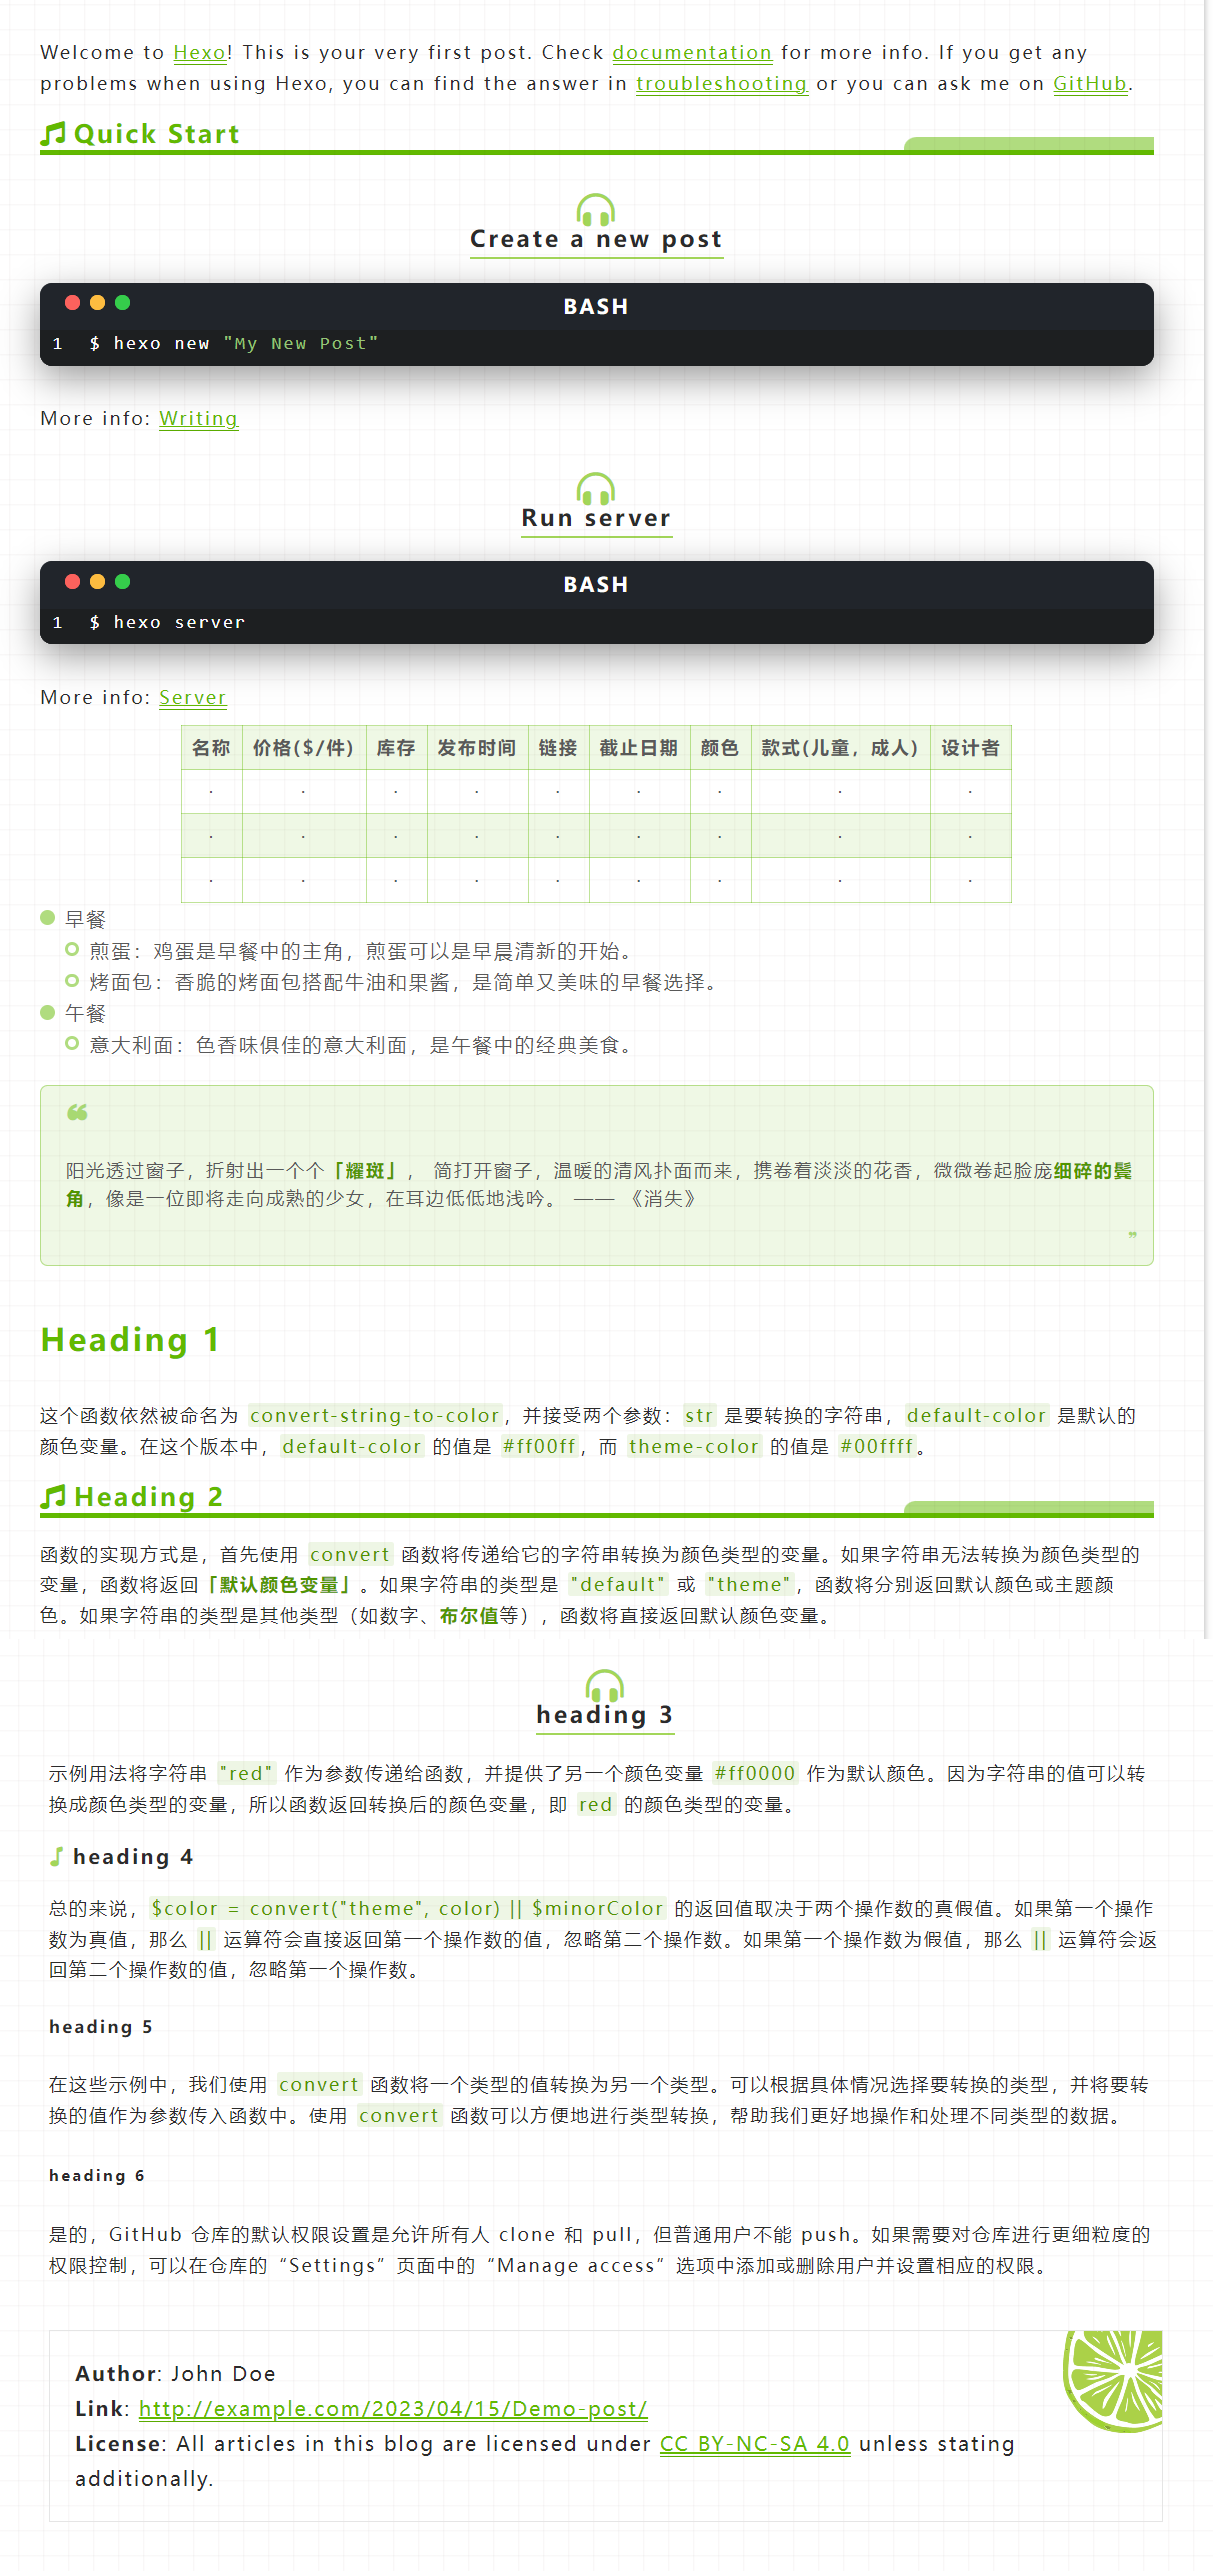 Welcome to Hexo! This is your very first post. Check documentation for more info. If you get any
problems when using Hexo, you can find the answer in troubleshooting or you can ask me on GitHub.
Quick Start
Create a new post
BASH
1 $ hexo new "My New Post"
More info: Writing
Run server
BASH
1 $ hexo server
More info: Server
名称 价格($/件) 库存 发布时间 链接 截止日期 颜色 款式(儿童，成人) 设计者
· · · · · · · · ·
· · · · · · · · ·
· · · · · · · · ·
早餐
煎蛋：鸡蛋是早餐中的主角，煎蛋可以是早晨清新的开始。
烤面包：香脆的烤面包搭配牛油和果酱，是简单又美味的早餐选择。
午餐
意大利面：色香味俱佳的意大利面，是午餐中的经典美食。
❝
阳光透过窗子，折射出一个个「耀斑」， 简打开窗子，温暖的清风扑面而来，携卷着淡淡的花香，微微卷起脸庞细碎的鬓
角，像是一位即将走向成熟的少女，在耳边低低地浅吟。 —— 《消失》
❞
Heading 1
这个函数依然被命名为 convert-string-to-color，并接受两个参数：str 是要转换的字符串，default-color 是默认的
颜色变量。在这个版本中，default-color 的值是 #ff00ff，而 theme-color 的值是 #00ffff。
Heading 2
函数的实现方式是，首先使用 convert 函数将传递给它的字符串转换为颜色类型的变量。如果字符串无法转换为颜色类型的
变量，函数将返回「默认颜色变量」。如果字符串的类型是 "default" 或 "theme"，函数将分别返回默认颜色或主题颜
色。如果字符串的类型是其他类型（如数字、布尔值等），函数将直接返回默认颜色变量。
heading 3
示例用法将字符串 "red" 作为参数传递给函数，并提供了另一个颜色变量 #ff0000 作为默认颜色。因为字符串的值可以转
换成颜色类型的变量，所以函数返回转换后的颜色变量，即 red 的颜色类型的变量。
heading 4
总的来说，$color = convert("theme", color) || $minorColor 的返回值取决于两个操作数的真假值。如果第一个操作
数为真值，那么 || 运算符会直接返回第一个操作数的值，忽略第二个操作数。如果第一个操作数为假值，那么 || 运算符会返
回第二个操作数的值，忽略第一个操作数。
heading 5
在这些示例中，我们使用 convert 函数将一个类型的值转换为另一个类型。可以根据具体情况选择要转换的类型，并将要转
换的值作为参数传入函数中。使用 convert 函数可以方便地进行类型转换，帮助我们更好地操作和处理不同类型的数据。
heading 6
是的，GitHub 仓库的默认权限设置是允许所有人 clone 和 pull，但普通用户不能 push。如果需要对仓库进行更细粒度的
权限控制，可以在仓库的“Settings”页面中的“Manage access”选项中添加或删除用户并设置相应的权限。
Author: John Doe
Link: http://example.com/2023/04/15/Demo-post/
License: All articles in this blog are licensed under CC BY-NC-SA 4.0 unless stating
additionally.